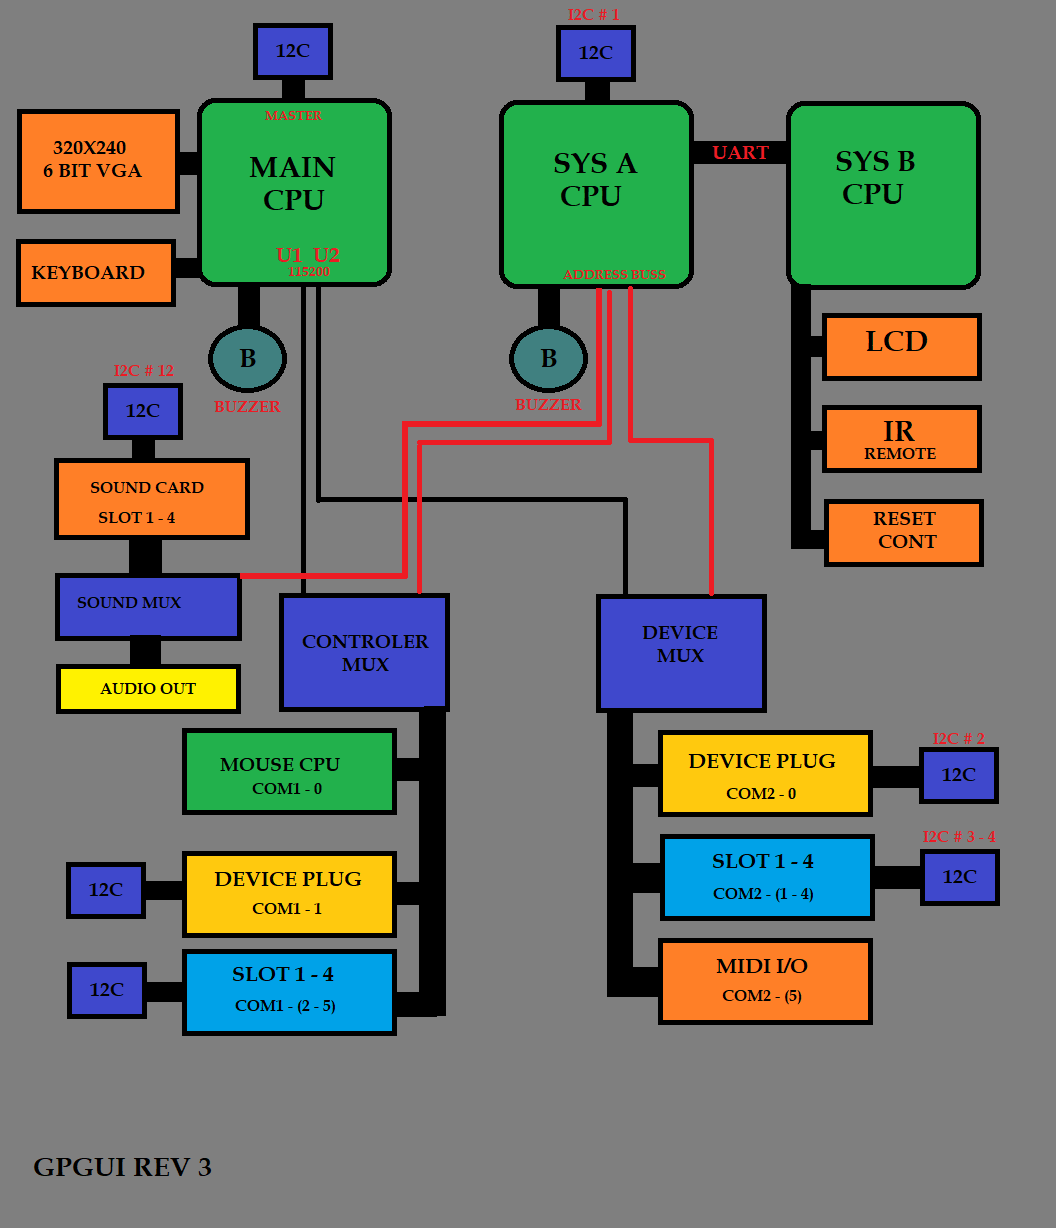 I2C # 1
12C
12C
MASTER
MAIN
CPU
U1 U2
115200
320X240
6 BIT VGA
KEYBOARD
B
BUZZER
SYS A
CPU
ADDRESS BUSS
UART
SYS B
CPU
B
BUZZER
LCD
IR
REMOTE
RESET
CONT
I2C # 12
12C
SOUND CARD
SLOT 1 - 4
SOUND MUX
AUDIO OUT
CONTROLER
MUX
DEVICE
MUX
MOUSE CPU
COM1 - 0
12C
DEVICE PLUG
COM1 - 1
12C
SLOT 1 - 4
COM1 - (2 - 5)
DEVICE PLUG
COM2 - 0
I2C # 2
12C
SLOT 1 - 4
COM2 - (1 - 4)
I2C # 3 - 4
12C
MIDI I/O
COM2 - (5)
GPGUI REV 3